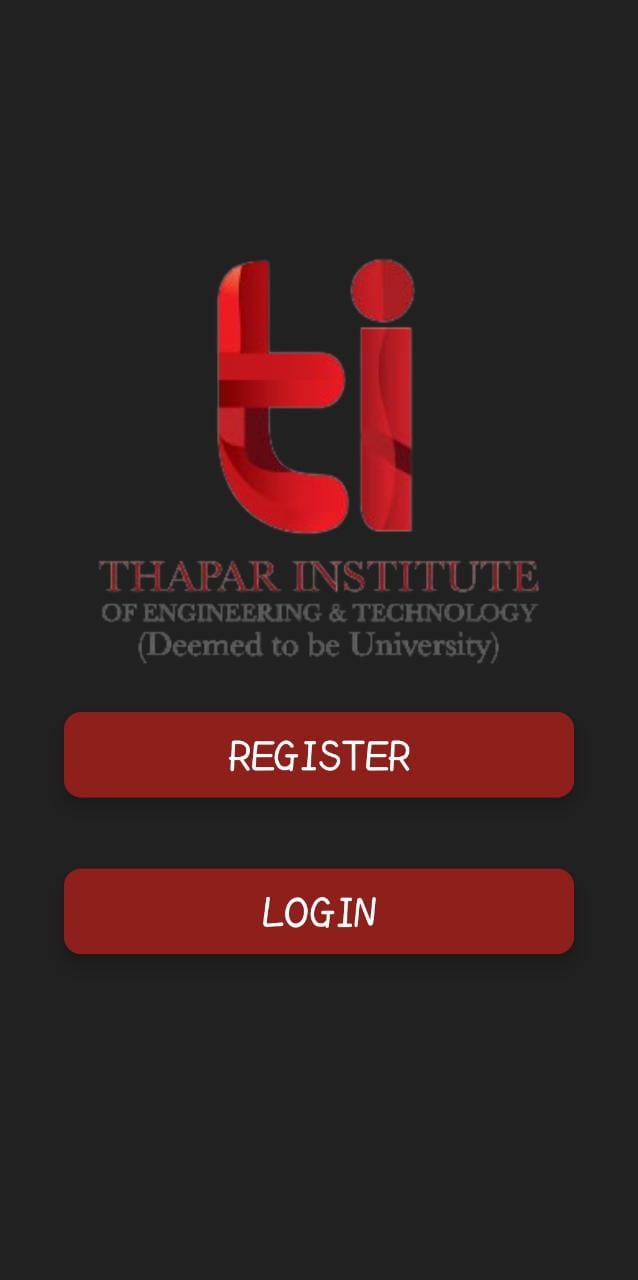 ti
THAPAR INSTITUTE
OF ENGINEERING & TECHNOLOGY
(Deemed to be University)
REGISTER
LOGIN